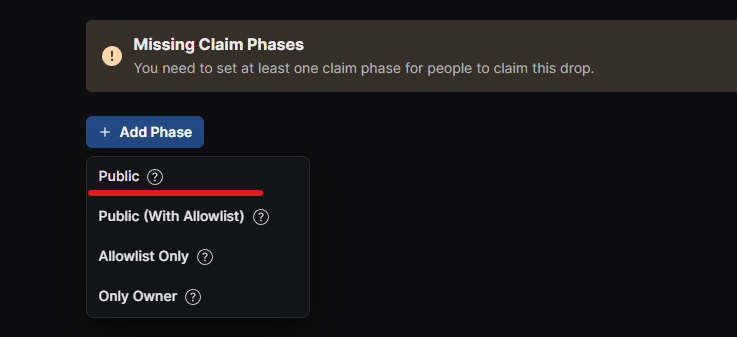 Missing Claim Phases
You need to set at least one claim phase for people to claim this drop.
+ Add Phase
Public
Public (With Allowlist)
Allowlist Only
Only Owner